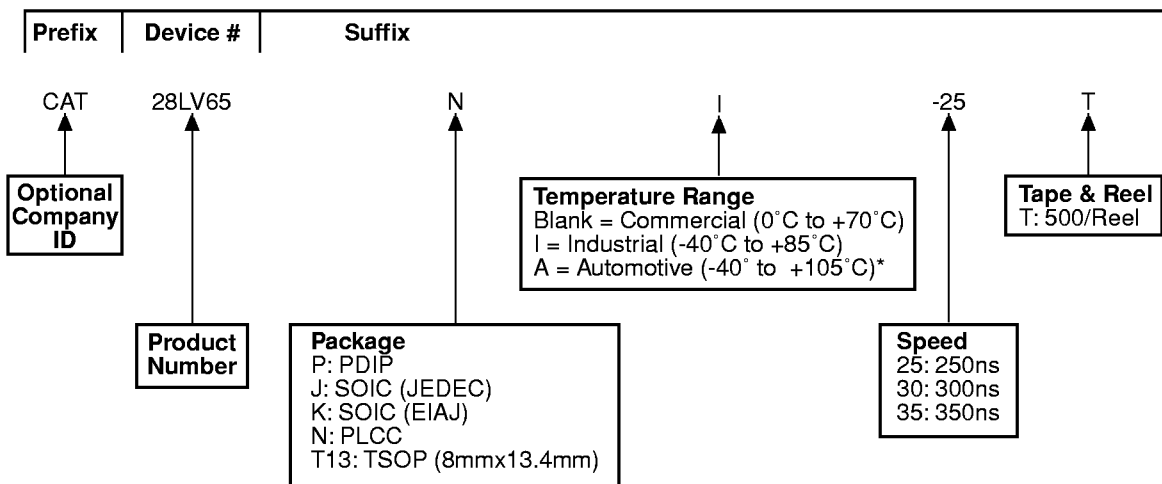 Prefix Device # Suffix
CAT 28LV65 N I -25 T
Optional
Company
ID
Temperature Range
Blank = Commercial (0˚C to +70˚C)
I = Industrial (-40˚C to +85˚C)
A = Automotive (-40˚ to +105˚C)*
Tape & Reel
T: 500/Reel
Product
Number
Package
P: PDIP
J: SOIC (JEDEC)
K: SOIC (EIAJ)
N: PLCC
T13: TSOP (8mmx13.4mm)
Speed
25: 250ns
30: 300ns
35: 350ns